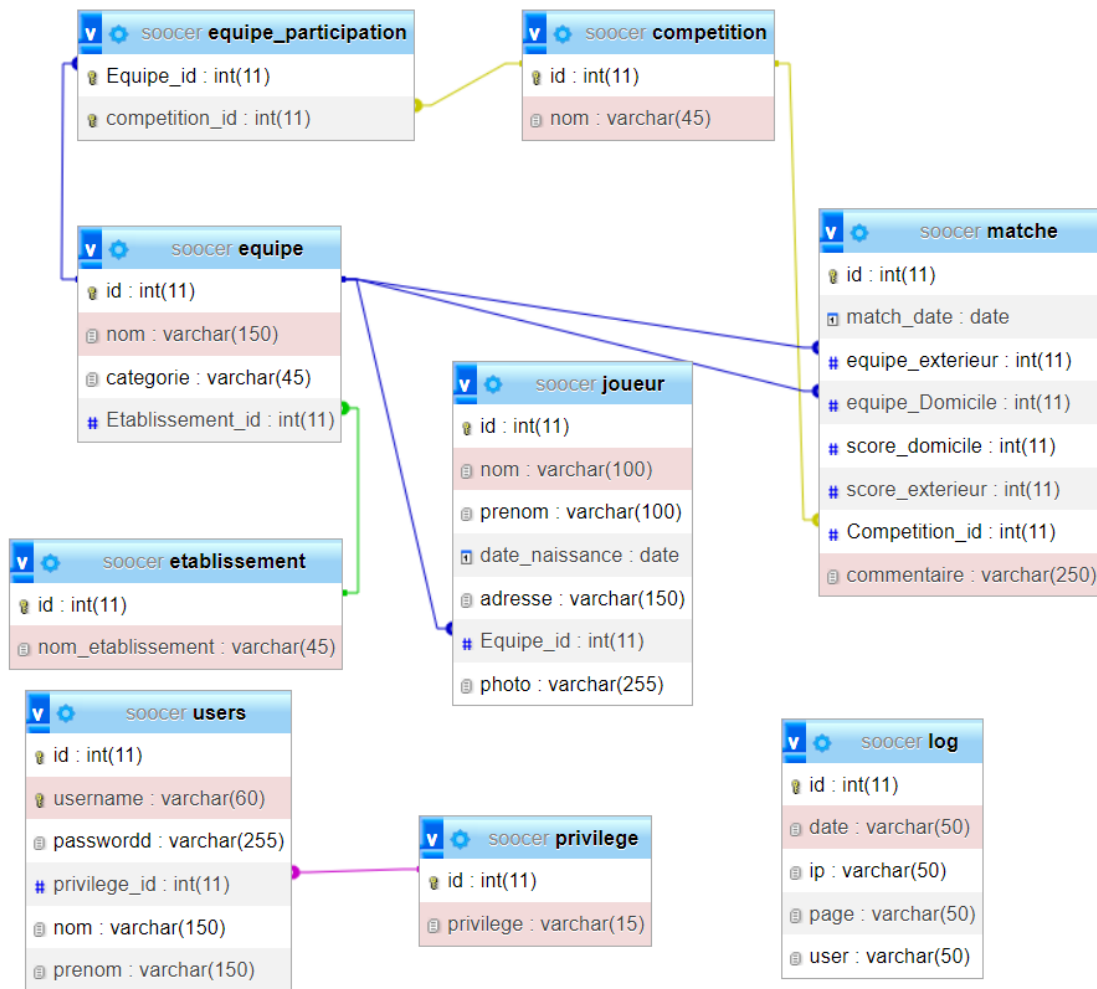 v soocer equipe_participation
Equipe_id : int(11)
competition_id : int(11)
v soocer competition
id : int(11)
nom : varchar(45)
v soocer equipe
id : int(11)
nom : varchar(150)
categorie : varchar(45)
Etablissement_id : int(11)
v soocer matche
id : int(11)
match_date : date
equipe_exterieur : int(11)
equipe_Domicile : int(11)
score_domicile : int(11)
score_exterieur : int(11)
Competition_id : int(11)
commentaire : varchar(250)
v soocer joueur
id : int(11)
nom : varchar(100)
prenom : varchar(100)
date_naissance : date
adresse : varchar(150)
Equipe_id : int(11)
photo : varchar(255)
v soocer etablissement
id : int(11)
nom_etablissement : varchar(45)
v soocer users
id : int(11)
username : varchar(60)
passwordd : varchar(255)
privilege_id : int(11)
nom : varchar(150)
prenom : varchar(150)
v soocer privilege
id : int(11)
privilege : varchar(15)
v soocer log
id : int(11)
date : varchar(50)
ip : varchar(50)
page : varchar(50)
user : varchar(50)